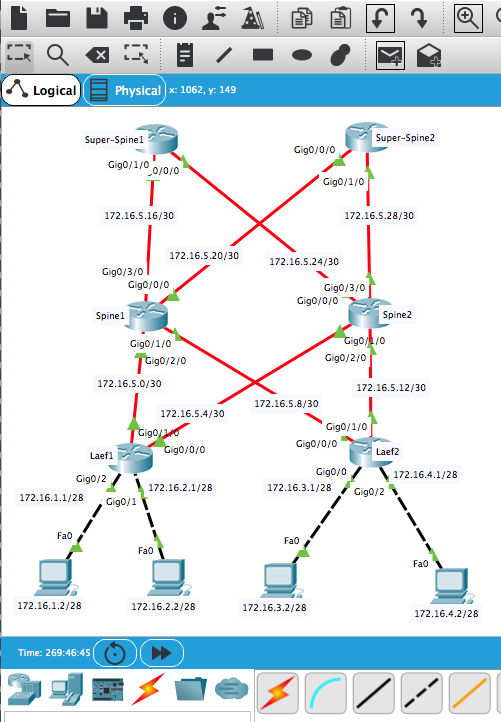 Logical
Physical
x: 1062, y: 149
Super-Spine1
Super-Spine2
Gig0/0/0
Gig0/1/0
0/0/0
Gig0/1/0
172.16.5.16/30
172.16.5.28/30
172.16.5.20/30
172.16.5.24/30
Gig0/3/0
Gig0/0/0
Gig0/3/0
Gig0/0/0
Spine1
Spine2
Gig0/1/0
Gig0/2/0
Gig0/1/0
Gig0/2/0
172.16.5.0/30
172.16.5.12/30
172.16.5.8/30
172.16.5.4/30
Gig0/1/0
Gig0/0/0
Gig0/1/0
Gig0/0/0
Laef1
Laef2
Gig0/2
Gig0/1
Gig0/0
Gig0/2
172.16.1.1/28
172.16.2.1/28
172.16.3.1/28
172.16.4.1/28
Fa0
Fa0
Fa0
Fa0
172.16.1.2/28
172.16.2.2/28
172.16.3.2/28
172.16.4.2/28
Time: 269:46:45